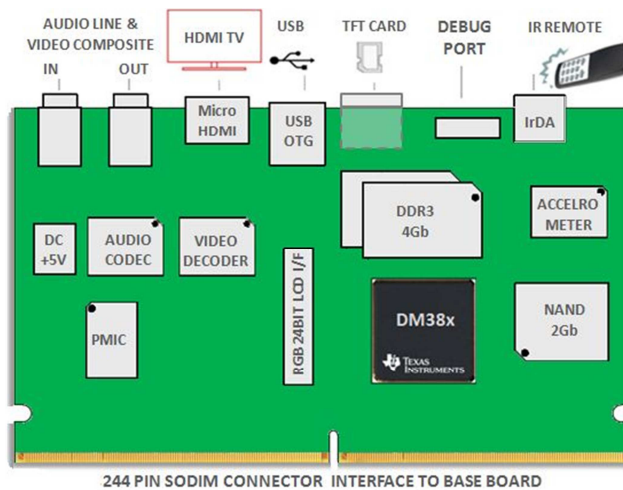 AUDIO LINE &
VIDEO COMPOSITE
IN
OUT
HDMI TV
USB
TFT CARD
DEBUG
PORT
IR REMOTE
Micro
HDMI
USB
OTG
IrDA
DDR3
4Gb
ACCELRO
METER
DC
+5V
AUDIO
CODEC
VIDEO
DECODER
RGB 24BIT LCD I/F
PMIC
DM38x
TEXAS
INSTRUMENTS
NAND
2Gb
244 PIN SODIM CONNECTOR INTERFACE TO BASE BOARD